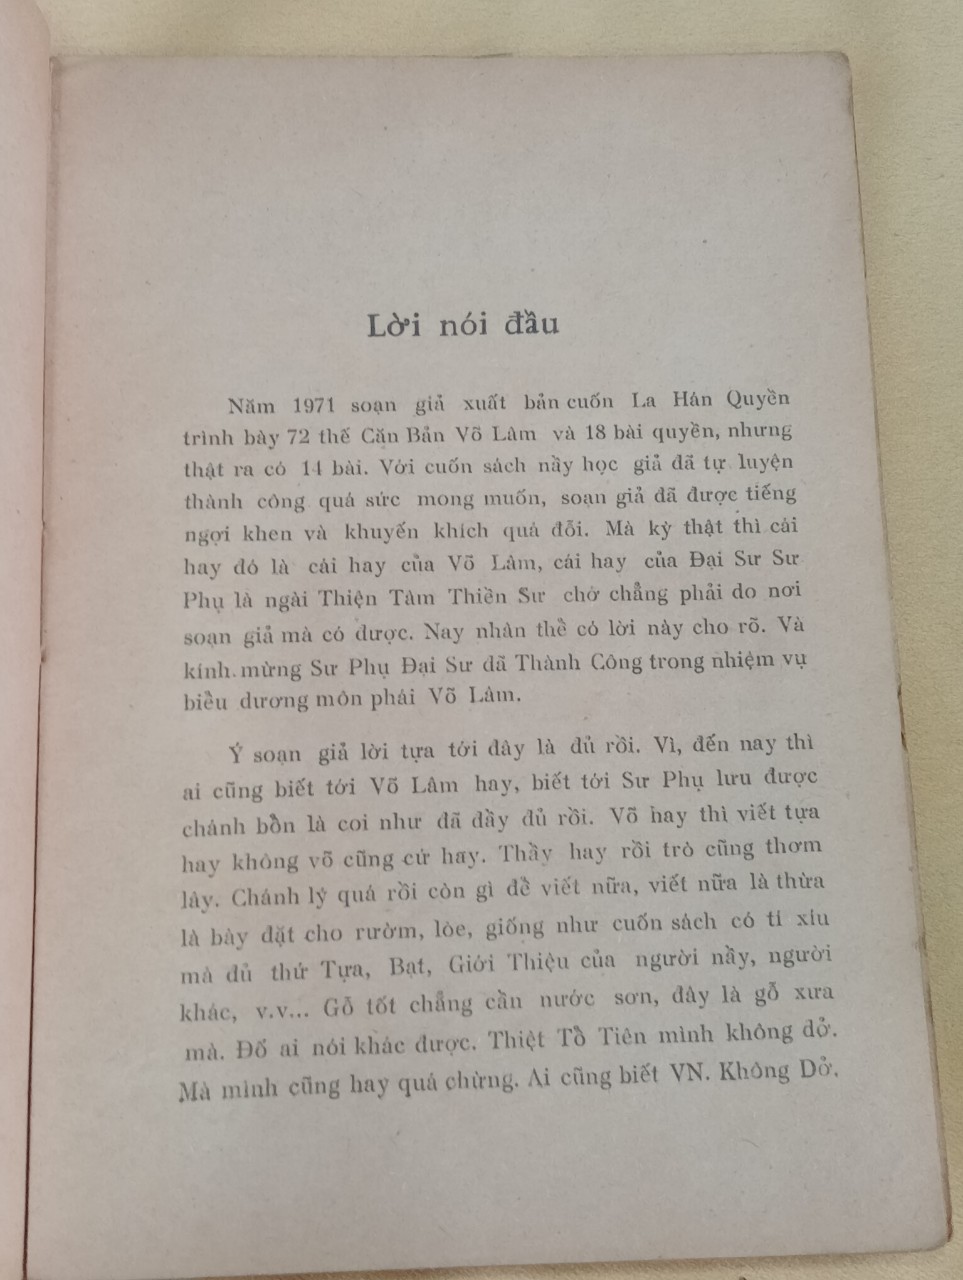 Lời nói đầu
Năm 1971 soạn giả xuất bản cuốn La Hán Quyền
trình bày 72 thế Căn Bản Võ Lâm và 18 bài quyền, nhưng
thật ra có 14 bài. Với cuốn sách nầy học giả đã tự luyện
thành công quá sức mong muốn, soạn giả đã được tiếng
ngợi khen và khuyến khích quá đỗi. Mà kỳ thật thì cái
hay đó là cái hay của Võ Lâm, cái hay của Đại Sư Sư
Phụ là ngài Thiện Tâm Thiền Sư chớ chẳng phải do nơi
soạn giả mà có được. Nay nhân thể có lời này cho rõ. Và
kính mừng Sư Phụ Đại Sư đã Thành Công trong nhiệm vụ
biểu dương môn phái Võ Lâm.
Ý soạn giả lời tựa tới đây là đủ rồi. Vì, đến nay thì
ai cũng biết tới Võ Lâm hay, biết tới Sư Phụ lưu được
chánh bổn là coi như đã đầy đủ rồi. Võ hay thì viết tựa
hay không võ cũng cứ hay. Thầy hay rồi trò cũng thơm
lây. Chánh lý quá rồi còn gì để viết nữa, viết nữa là thừa
là bày đặt cho rườm, lòe, giống như cuốn sách có tí xíu
mà đủ thứ Tựa, Bạt, Giới Thiệu của người nầy, người
khác, v.v... Gỗ tốt chẳng cần nước sơn, đây là gỗ xưa
mà. Đố ai nói khác được. Thiệt Tổ Tiên mình không dở.
Mà mình cũng hay quá chừng. Ai cũng biết VN. Không Dở.